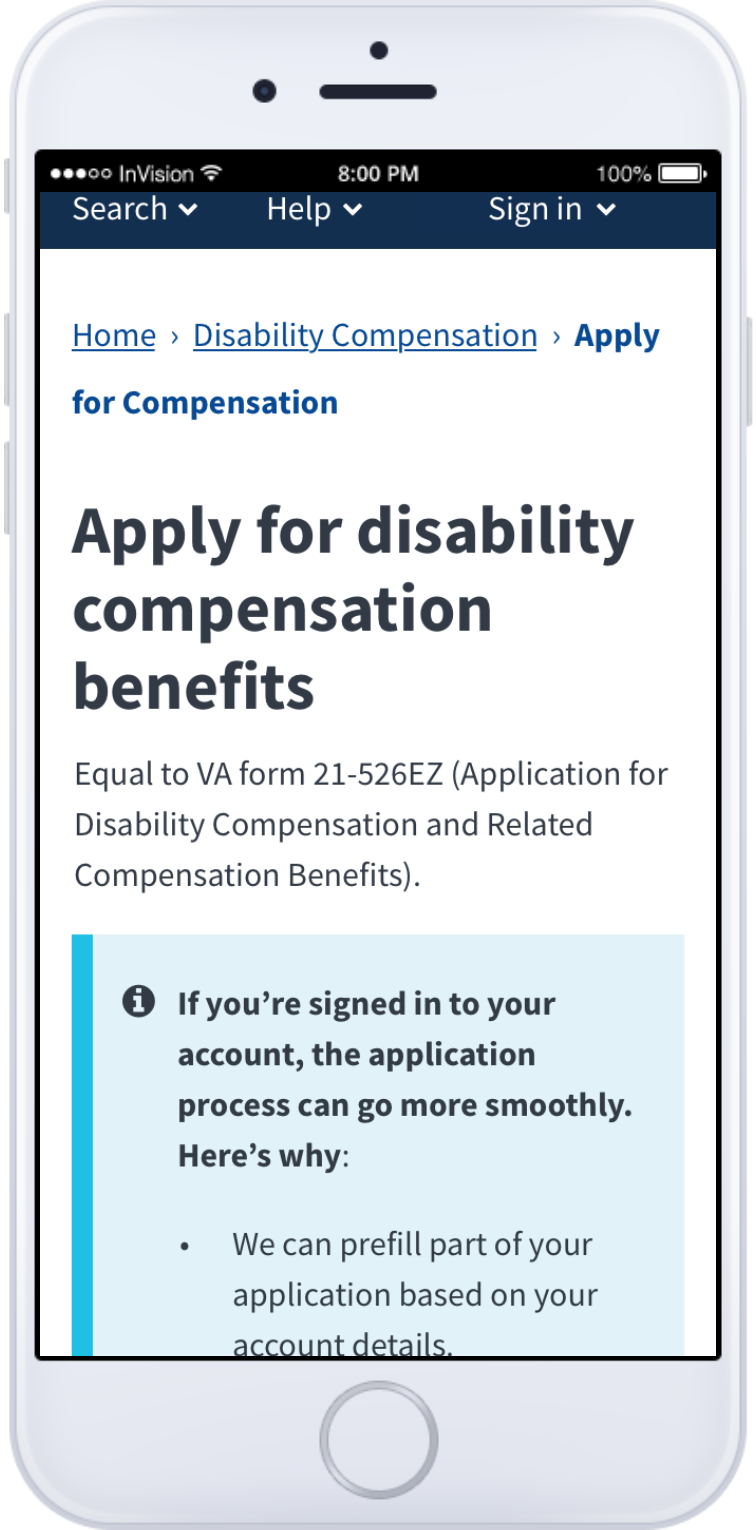 InVision 8:00 PM 100%
Search Help Sign in
Home › Disability Compensation › Apply
for Compensation
Apply for disability
compensation
benefits
Equal to VA form 21-526EZ (Application for
Disability Compensation and Related
Compensation Benefits).
If you’re signed in to your
account, the application
process can go more smoothly.
Here’s why:
• We can prefill part of your
application based on your
account details.